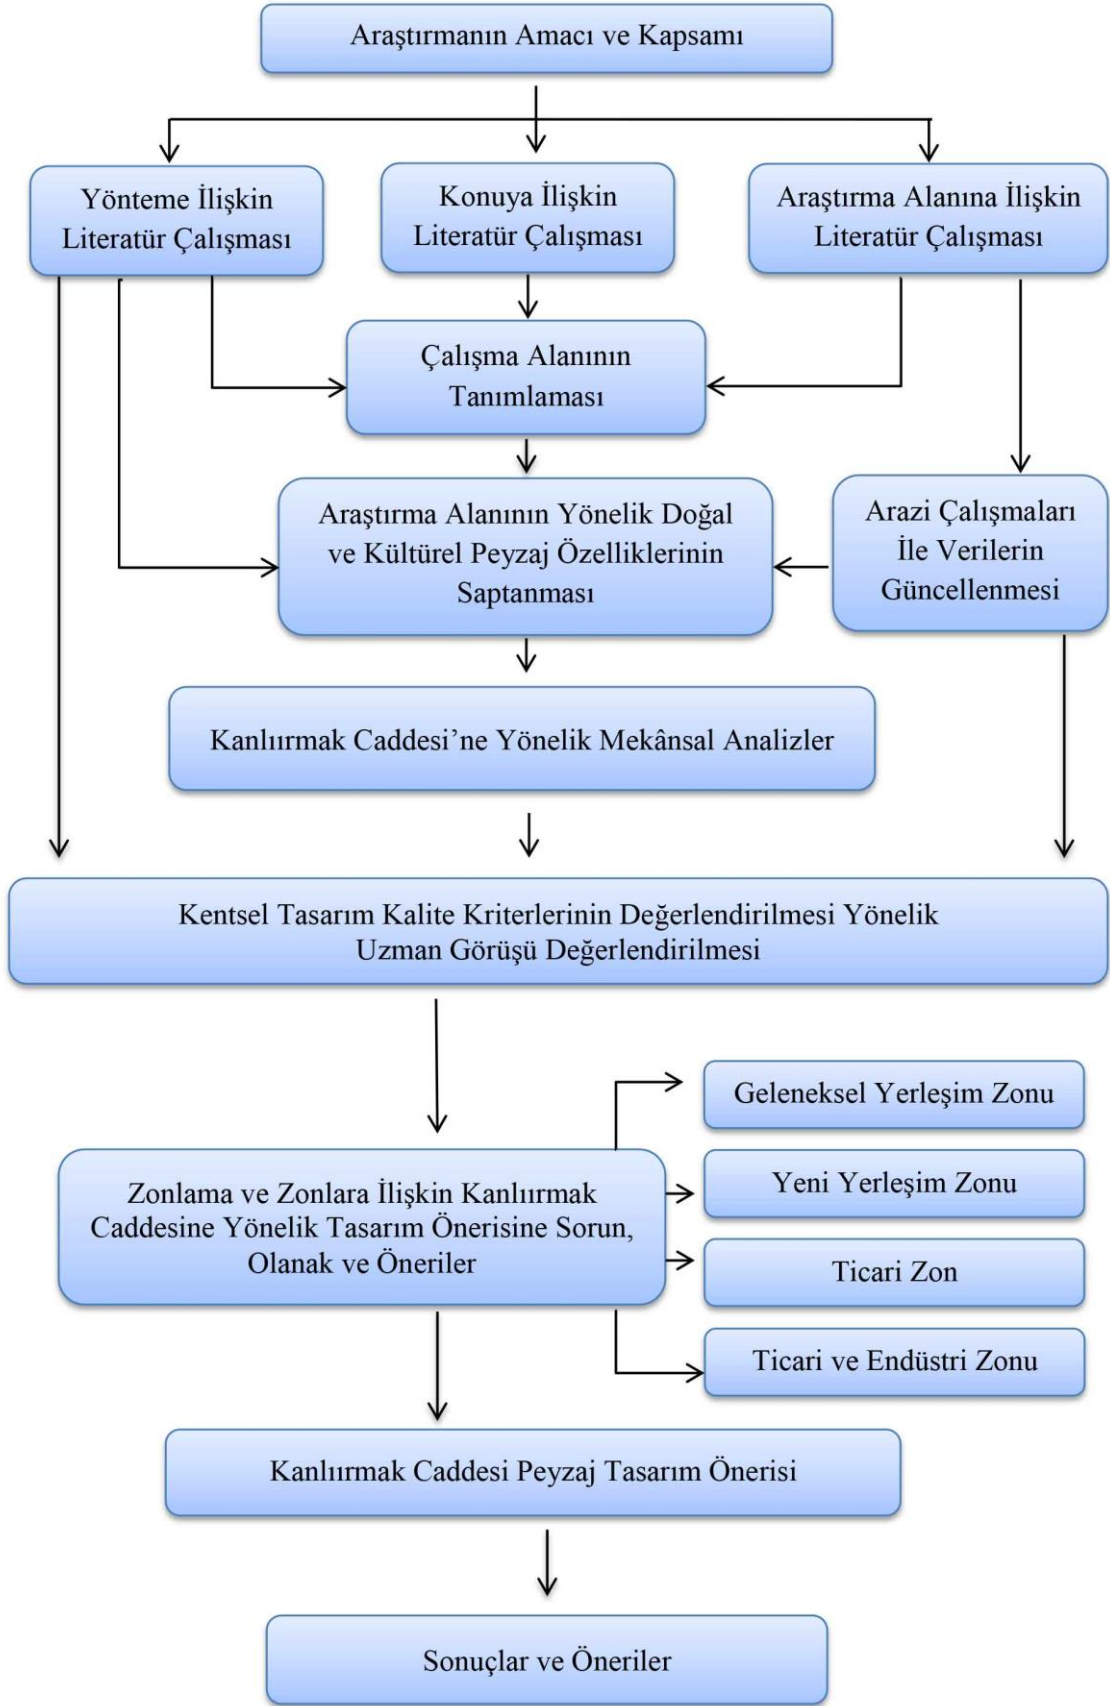 Araştırmanın Amacı ve Kapsamı
Yönteme İlişkin
Literatür Çalışması
Konuya İlişkin
Literatür Çalışması
Araştırma Alanına İlişkin
Literatür Çalışması
Çalışma Alanının
Tanımlaması
Araştırma Alanının Yönelik Doğal
ve Kültürel Peyzaj Özelliklerinin
Saptanması
Arazi Çalışmaları
İle Verilerin
Güncellenmesi
Kanlıırmak Caddesi’ne Yönelik Mekânsal Analizler
Kentsel Tasarım Kalite Kriterlerinin Değerlendirilmesi Yönelik
Uzman Görüşü Değerlendirilmesi
Zonlama ve Zonlara İlişkin Kanlıırmak
Caddesine Yönelik Tasarım Önerisine Sorun,
Olanak ve Öneriler
Geleneksel Yerleşim Zonu
Yeni Yerleşim Zonu
Ticari Zon
Ticari ve Endüstri Zonu
Kanlıırmak Caddesi Peyzaj Tasarım Önerisi
Sonuçlar ve Öneriler